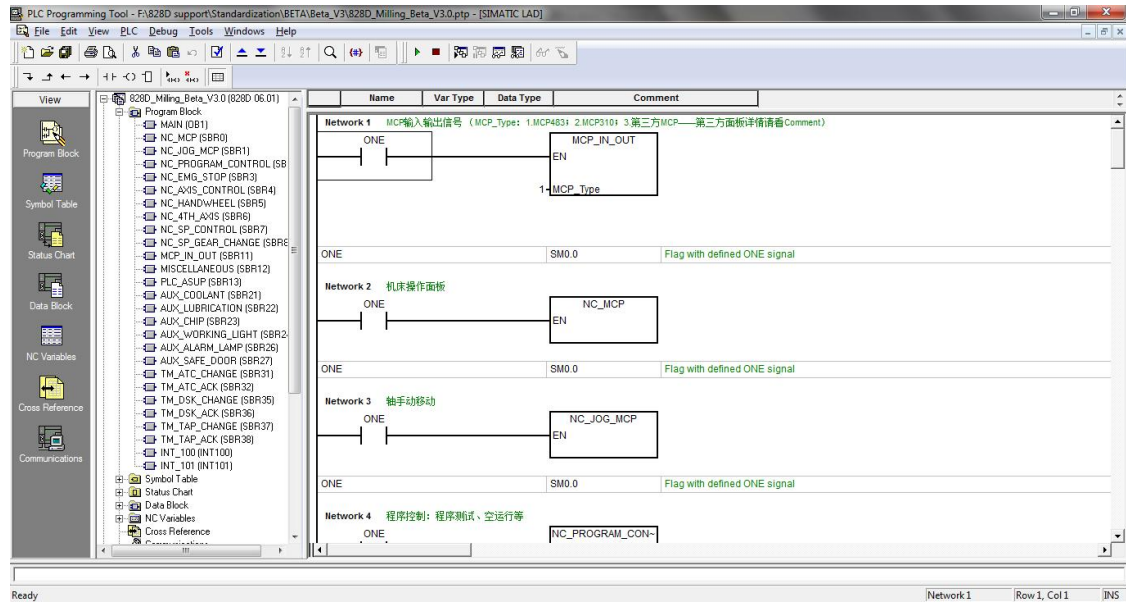 PLC Programming Tool - F:\828D support\Standardization\BETA\Beta_V3\828D_Milling_Beta_V3.0.ptp - [SIMATIC LAD]
File Edit View PLC Debug Tools Windows Help
View
Program Block
Symbol Table
Status Chart
Data Block
NC Variables
Cross Reference
Communications
828D_Milling_Beta_V3.0 (828D 06.01)
Program Block
MAIN (OB1)
NC_MCP (SBR0)
NC_JOG_MCP (SBR1)
NC_PROGRAM_CONTROL (SB
NC_EMG_STOP (SBR3)
NC_AXIS_CONTROL (SBR4)
NC_HANDWHEEL (SBR5)
NC_4TH_AXIS (SBR6)
NC_SP_CONTROL (SBR7)
NC_SP_GEAR_CHANGE (SBR8
MCP_IN_OUT (SBR11)
MISCELLANEOUS (SBR12)
PLC_ASUP (SBR13)
AUX_COOLANT (SBR21)
AUX_LUBRICATION (SBR22)
AUX_CHIP (SBR23)
AUX_WORKING_LIGHT (SBR2
AUX_ALARM_LAMP (SBR26)
AUX_SAFE_DOOR (SBR27)
TM_ATC_CHANGE (SBR31)
TM_ATC_ACK (SBR32)
TM_DSK_CHANGE (SBR35)
TM_DSK_ACK (SBR36)
TM_TAP_CHANGE (SBR37)
TM_TAP_ACK (SBR38)
INT_100 (INT100)
INT_101 (INT101)
Symbol Table
Status Chart
Data Block
NC Variables
Cross Reference
Name Var Type Data Type Comment
Network 1 MCP输入输出信号 (MCP_Type: 1.MCP483; 2.MCP310; 3.第三方MCP——第三方面板详情请看Comment)
ONE MCP_IN_OUT
EN
1 MCP_Type
ONE SM0.0 Flag with defined ONE signal
Network 2 机床操作面板
ONE NC_MCP
EN
ONE SM0.0 Flag with defined ONE signal
Network 3 轴手动移动
ONE NC_JOG_MCP
EN
ONE SM0.0 Flag with defined ONE signal
Network 4 程序控制: 程序测试、空运行等
ONE NC_PROGRAM_CON~
Ready Network 1 Row 1, Col 1 INS